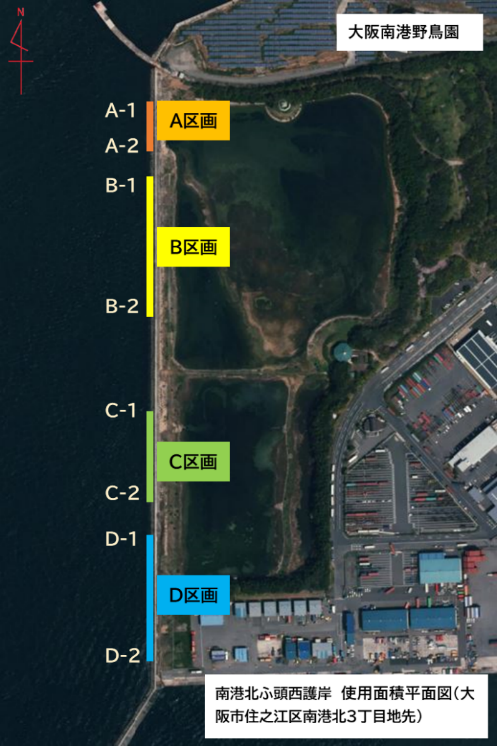 N
大阪南港野鳥園
A-1
A区画
A-2
B-1
B区画
B-2
C-1
C区画
C-2
D-1
D区画
D-2
南港北ふ頭西護岸　使用面積平面図(大
阪市住之江区南港北3丁目地先)